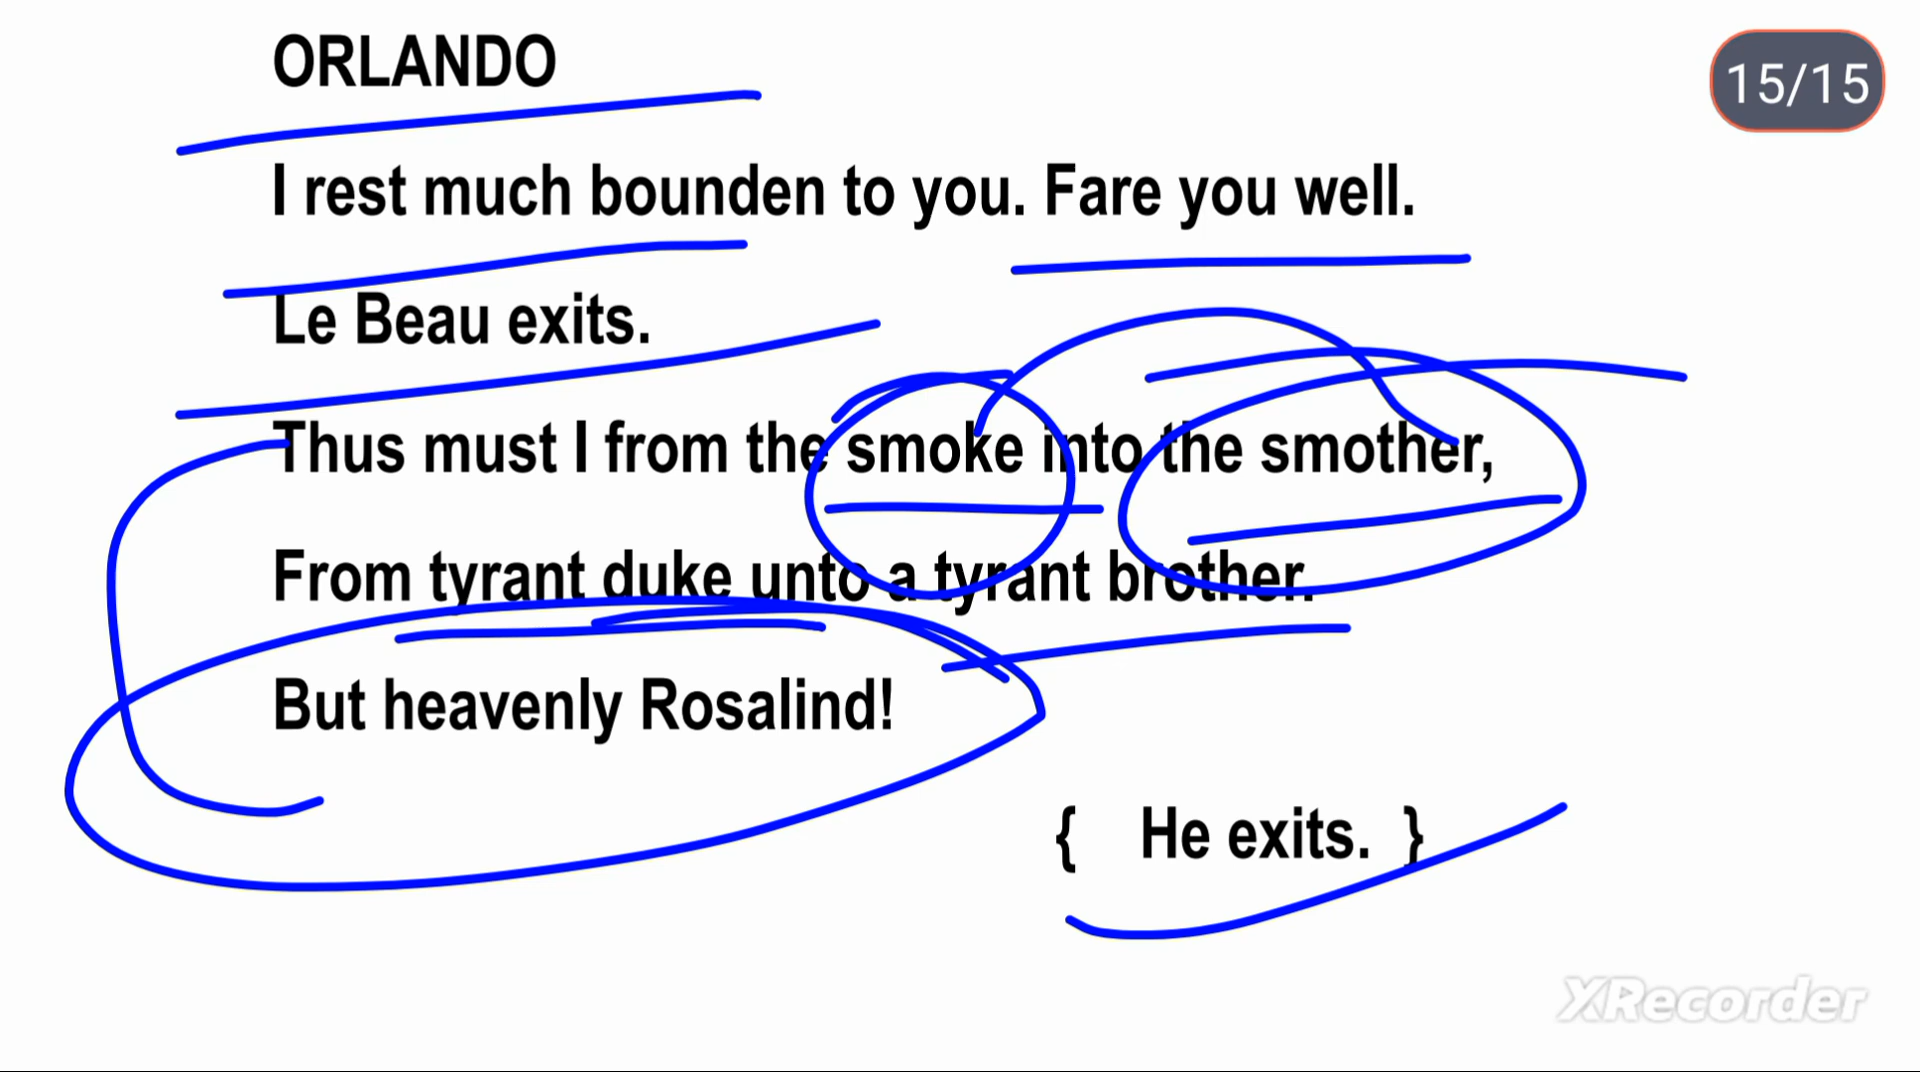 ORLANDO
15/15
I rest much bounden to you. Fare you well.
Le Beau exits.
Thus must I from the smoke into the smother,
From tyrant duke unto a tyrant brother.
But heavenly Rosalind!
{ He exits. }
XRecorder